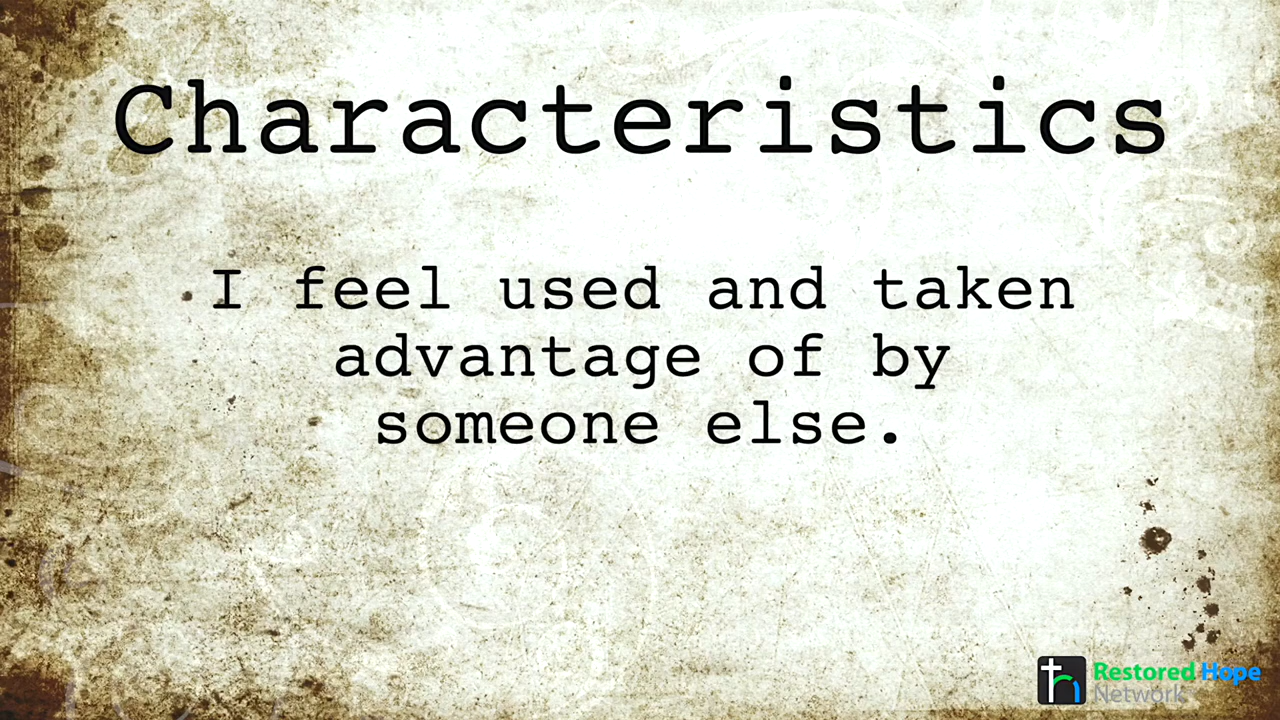 Characteristics
I feel used and taken
advantage of by
someone else.
Restored Hope
Network